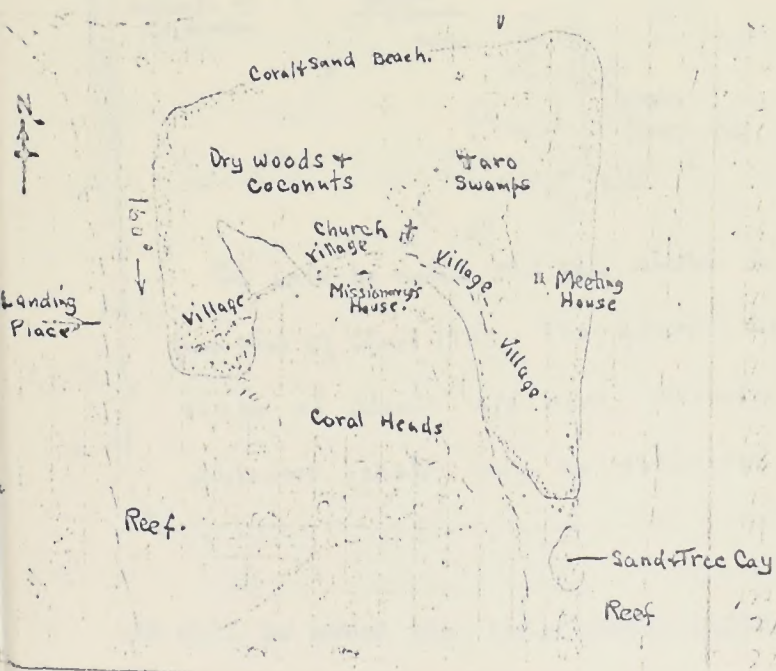 Coral & Sand Beach.
N
Dry Woods &
Coconuts
Taro
Swamps
Church
Village
Village
Meeting
House
Missionary's
House.
Landing
Place
Village
Village
Coral Heads
Reef.
Sand & Tree Cay
Reef